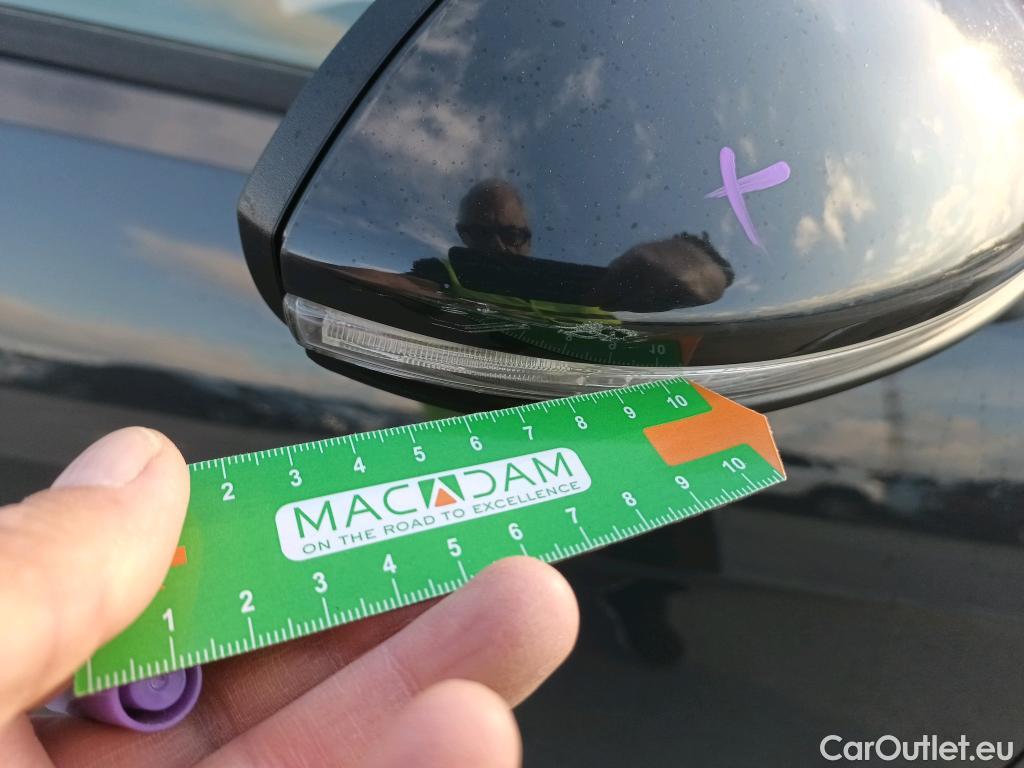 2 3 4 5 6 7 8 9 10
MACADAM
ON THE ROAD TO EXCELLENCE
1 2 3 4 5 6 7 8 9 10
10
CarOutlet.eu